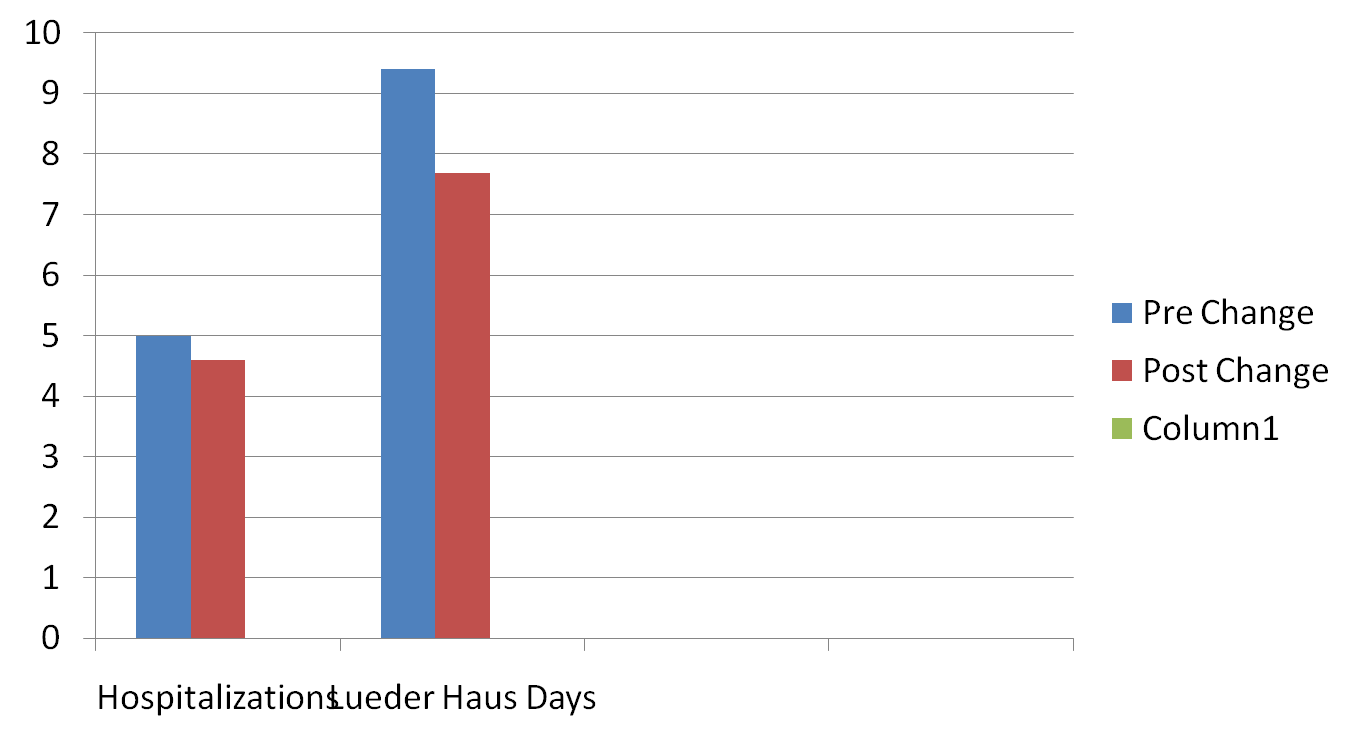 10
9
8
7
6
5
4
3
2
1
0
Hospitalizations
Lueder Haus Days
Pre Change
Post Change
Column1